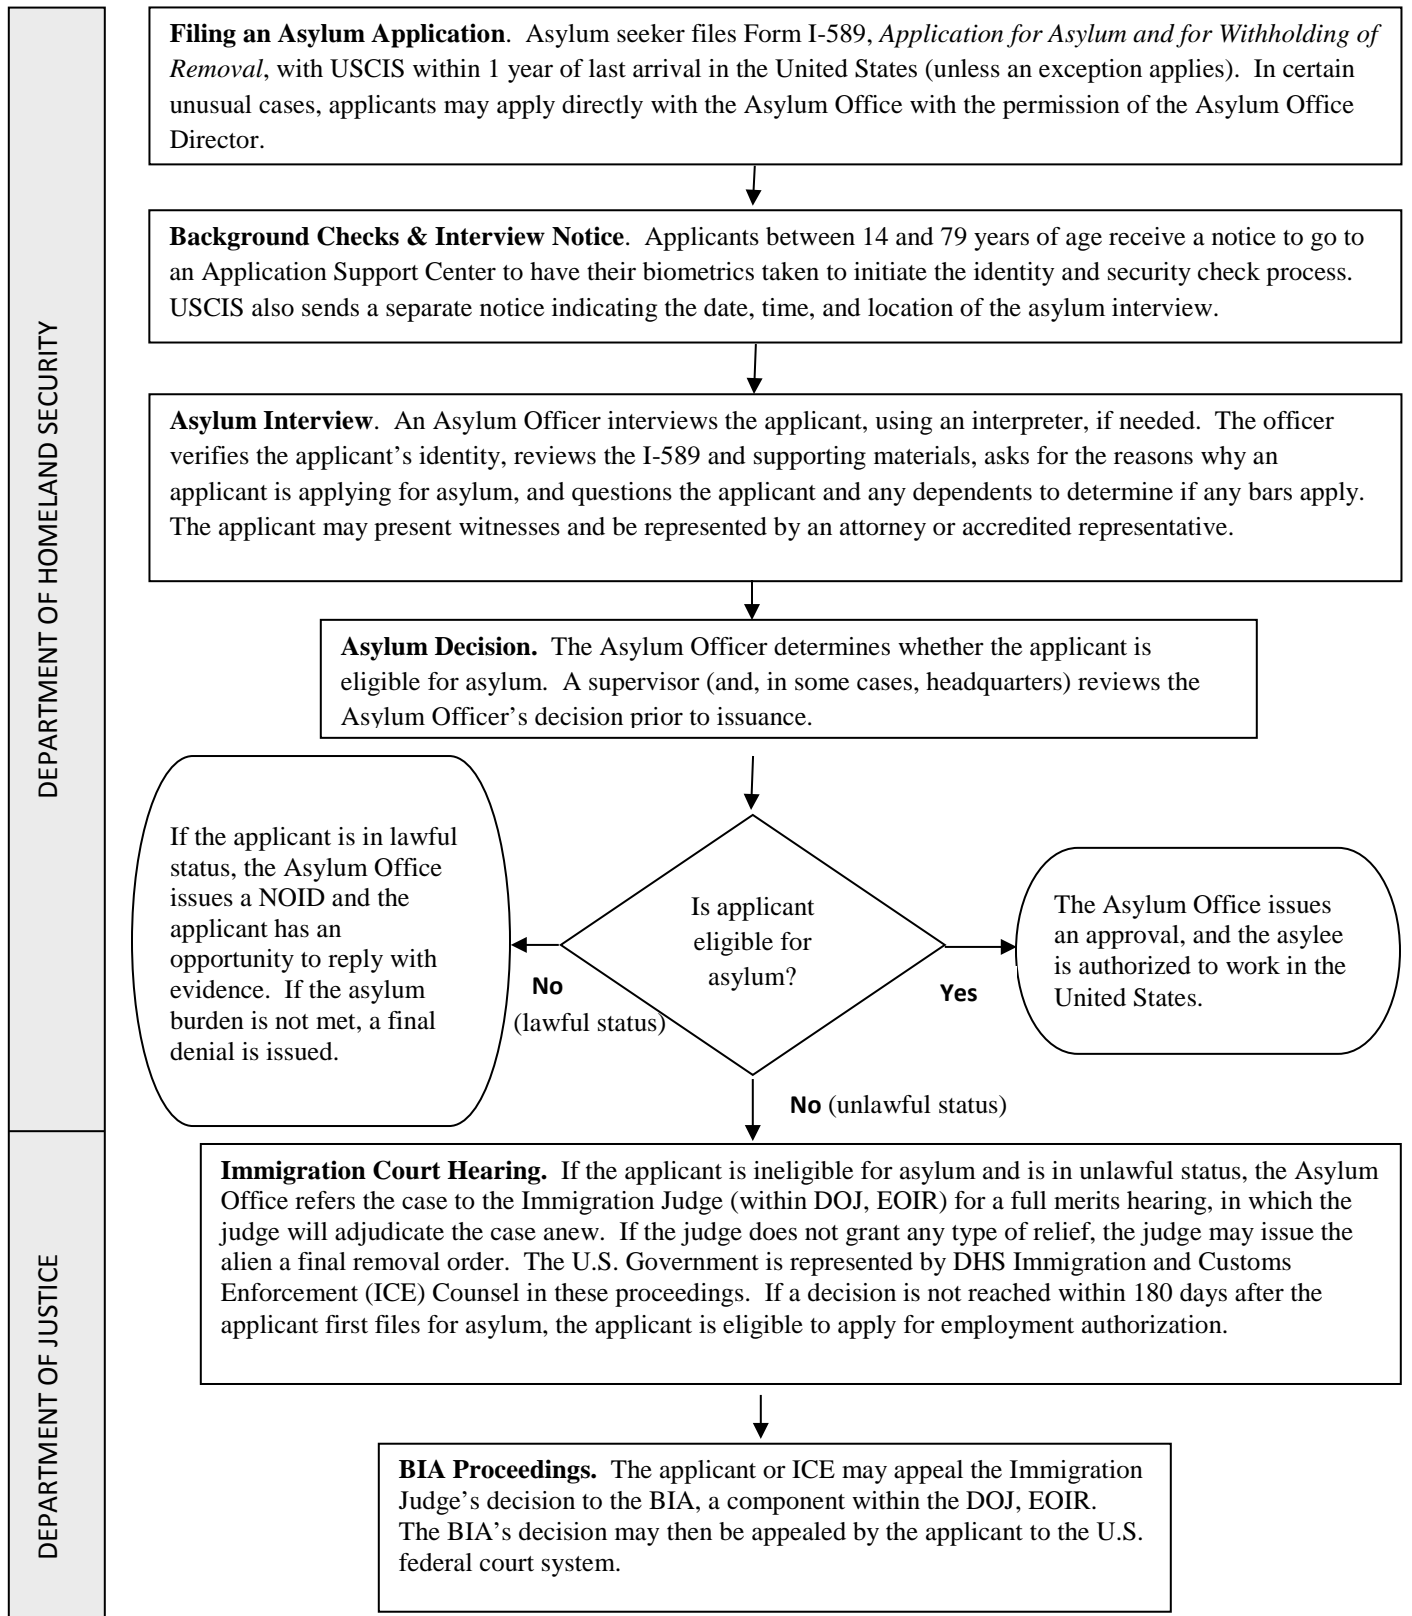 DEPARTMENT OF HOMELAND SECURITY
Filing an Asylum Application.  Asylum seeker files Form I-589, Application for Asylum and for Withholding of
Removal, with USCIS within 1 year of last arrival in the United States (unless an exception applies).  In certain
unusual cases, applicants may apply directly with the Asylum Office with the permission of the Asylum Office
Director.
Background Checks & Interview Notice.  Applicants between 14 and 79 years of age receive a notice to go to
an Application Support Center to have their biometrics taken to initiate the identity and security check process.
USCIS also sends a separate notice indicating the date, time, and location of the asylum interview.
Asylum Interview.  An Asylum Officer interviews the applicant, using an interpreter, if needed.  The officer
verifies the applicant’s identity, reviews the I-589 and supporting materials, asks for the reasons why an
applicant is applying for asylum, and questions the applicant and any dependents to determine if any bars apply.
The applicant may present witnesses and be represented by an attorney or accredited representative.
Asylum Decision.  The Asylum Officer determines whether the applicant is
eligible for asylum.  A supervisor (and, in some cases, headquarters) reviews the
Asylum Officer’s decision prior to issuance.
If the applicant is in lawful
status, the Asylum Office
issues a NOID and the
applicant has an
opportunity to reply with
evidence.  If the asylum
burden is not met, a final
denial is issued.
No
(lawful status)
Is applicant
eligible for
asylum?
Yes
The Asylum Office issues
an approval, and the asylee
is authorized to work in the
United States.
No (unlawful status)
DEPARTMENT OF JUSTICE
Immigration Court Hearing.  If the applicant is ineligible for asylum and is in unlawful status, the Asylum
Office refers the case to the Immigration Judge (within DOJ, EOIR) for a full merits hearing, in which the
judge will adjudicate the case anew.  If the judge does not grant any type of relief, the judge may issue the
alien a final removal order.  The U.S. Government is represented by DHS Immigration and Customs
Enforcement (ICE) Counsel in these proceedings.  If a decision is not reached within 180 days after the
applicant first files for asylum, the applicant is eligible to apply for employment authorization.
BIA Proceedings.  The applicant or ICE may appeal the Immigration
Judge’s decision to the BIA, a component within the DOJ, EOIR.
The BIA’s decision may then be appealed by the applicant to the U.S.
federal court system.